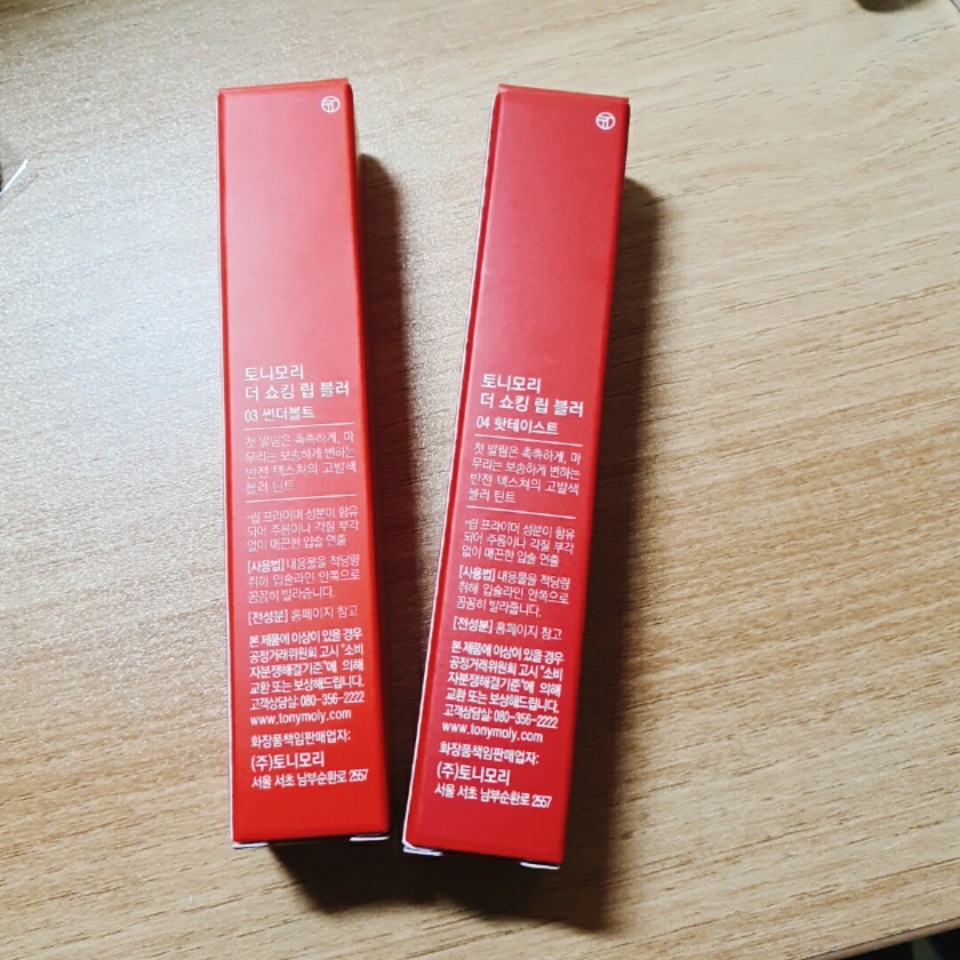 토니모리
더 쇼킹 립 블러
03 썬더볼트
첫 발림은 촉촉하게, 마
무리는 보송하게 변하는
반전 텍스쳐의 고발색
블러 틴트
*립 프라이머 성분이 함유
되어 주름이나 각질 부각
없이 매끈한 입술 연출
[사용법] 내용물을 적당량
취해 입술라인 안쪽으로
꼼꼼히 발라줍니다.
[전성분] 홈페이지 참고
본 제품에 이상이 있을 경우
공정거래위원회 고시 "소비
자분쟁해결기준"에 의해
교환 또는 보상해드립니다.
고객상담실: 080-356-2222
www.tonymoly.com
화장품책임판매업자:
(주)토니모리
서울 서초 남부순환로 2557
토니모리
더 쇼킹 립 블러
04 핫테이스트
첫 발림은 촉촉하게, 마
무리는 보송하게 변하는
반전 텍스쳐의 고발색
블러 틴트
*립 프라이머 성분이 함유
되어 주름이나 각질 부각
없이 매끈한 입술 연출
[사용법] 내용물을 적당량
취해 입술라인 안쪽으로
꼼꼼히 발라줍니다.
[전성분] 홈페이지 참고
본 제품에 이상이 있을 경우
공정거래위원회 고시 "소비
자분쟁해결기준"에 의해
교환 또는 보상해드립니다.
고객상담실: 080-356-2222
www.tonymoly.com
화장품책임판매업자:
(주)토니모리
서울 서초 남부순환로 2557